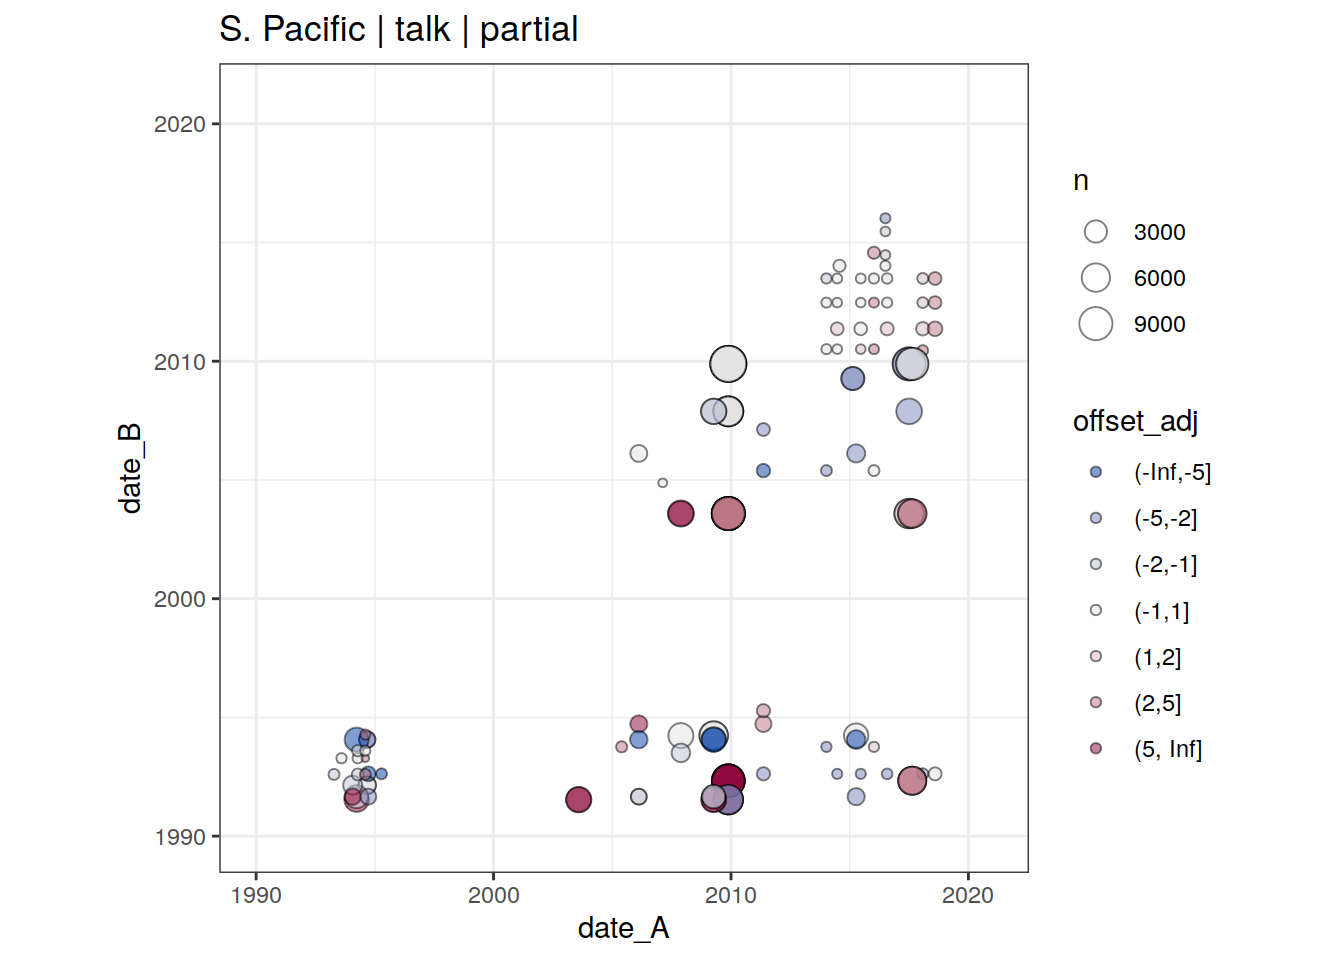 S. Pacific | talk | partial
2020
2010
2000
1990
1990
2000
2010
2020
date_A
date_B
n
3000
6000
9000
offset_adj
(-Inf,-5]
(-5,-2]
(-2,-1]
(-1,1]
(1,2]
(2,5]
(5, Inf]